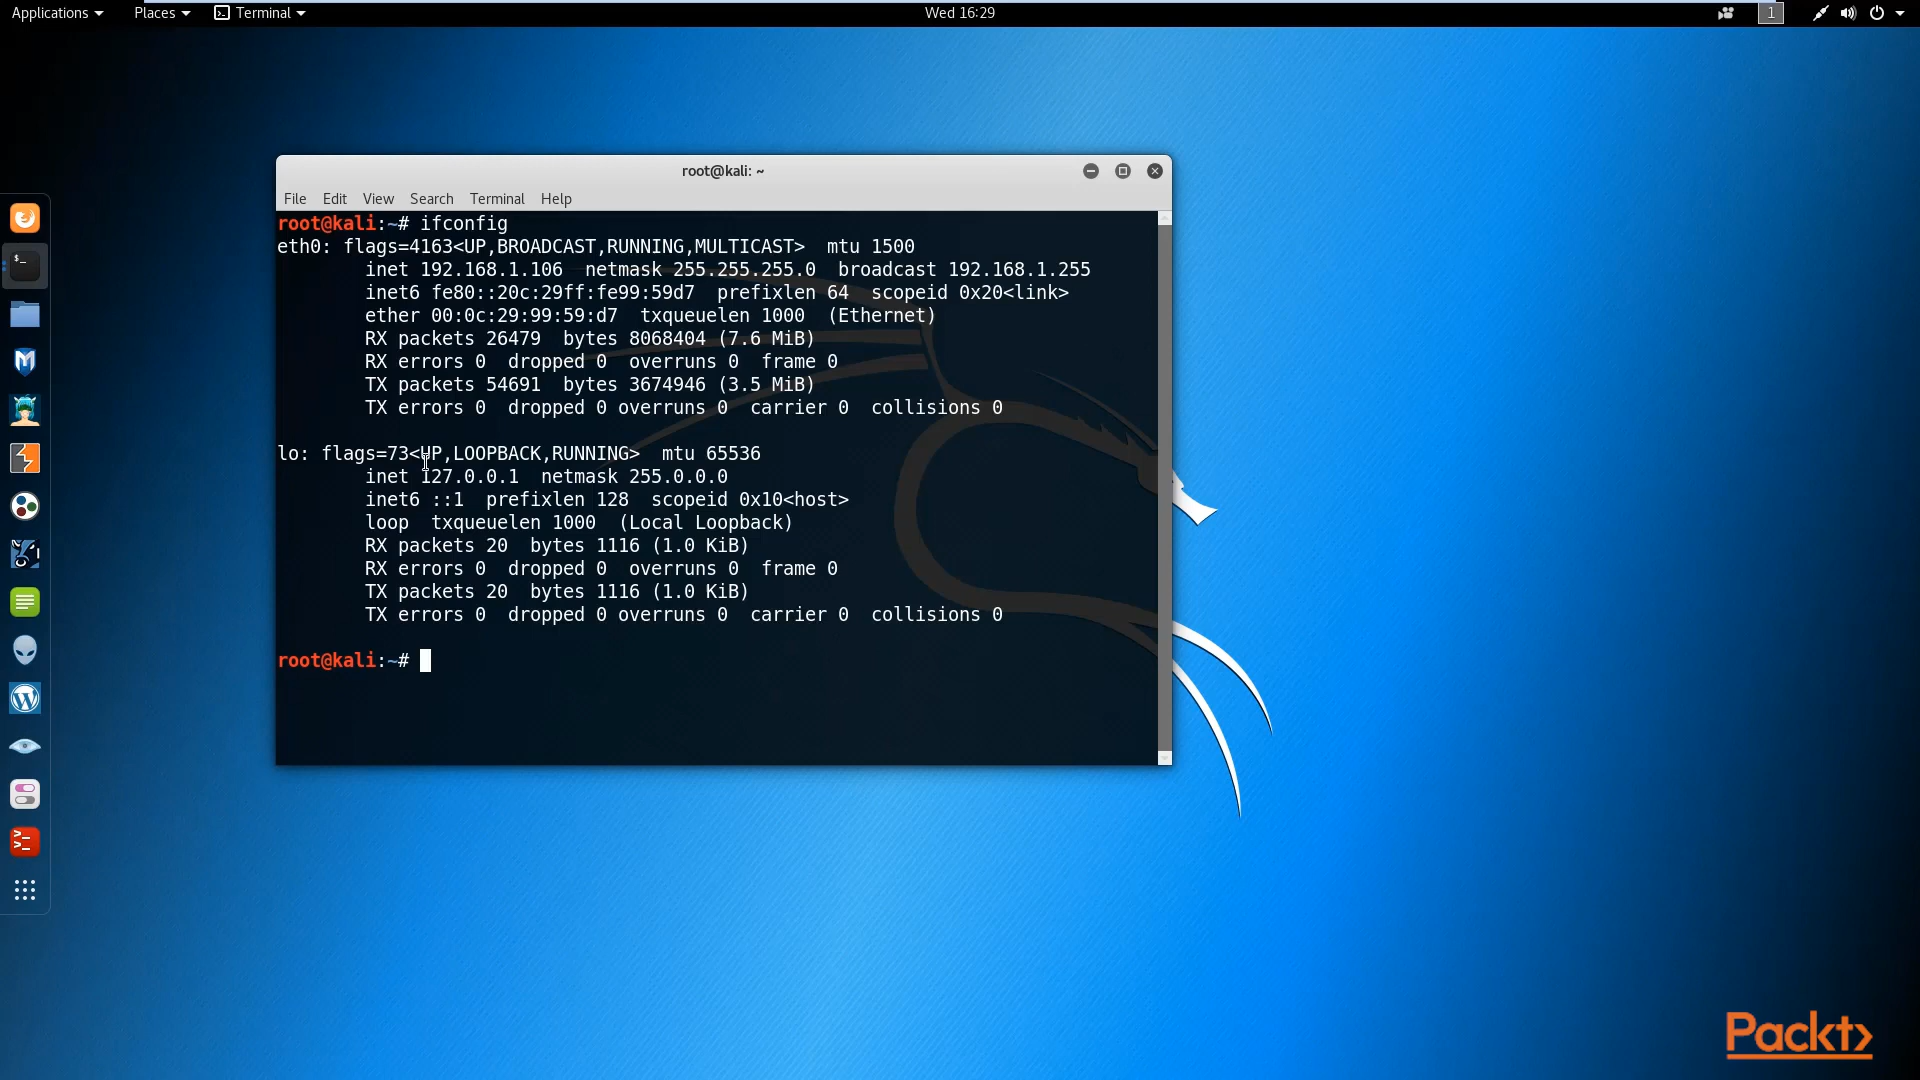 Applications Places Terminal Wed 16:29 1
root@kali: ~
File Edit View Search Terminal Help
root@kali:~# ifconfig
eth0: flags=4163<UP,BROADCAST,RUNNING,MULTICAST>  mtu 1500
        inet 192.168.1.106  netmask 255.255.255.0  broadcast 192.168.1.255
        inet6 fe80::20c:29ff:fe99:59d7  prefixlen 64  scopeid 0x20<link>
        ether 00:0c:29:99:59:d7  txqueuelen 1000  (Ethernet)
        RX packets 26479  bytes 8068404 (7.6 MiB)
        RX errors 0  dropped 0  overruns 0  frame 0
        TX packets 54691  bytes 3674946 (3.5 MiB)
        TX errors 0  dropped 0 overruns 0  carrier 0  collisions 0
lo: flags=73<UP,LOOPBACK,RUNNING>  mtu 65536
        inet 127.0.0.1  netmask 255.0.0.0
        inet6 ::1  prefixlen 128  scopeid 0x10<host>
        loop  txqueuelen 1000  (Local Loopback)
        RX packets 20  bytes 1116 (1.0 KiB)
        RX errors 0  dropped 0  overruns 0  frame 0
        TX packets 20  bytes 1116 (1.0 KiB)
        TX errors 0  dropped 0 overruns 0  carrier 0  collisions 0
root@kali:~#
Packt>